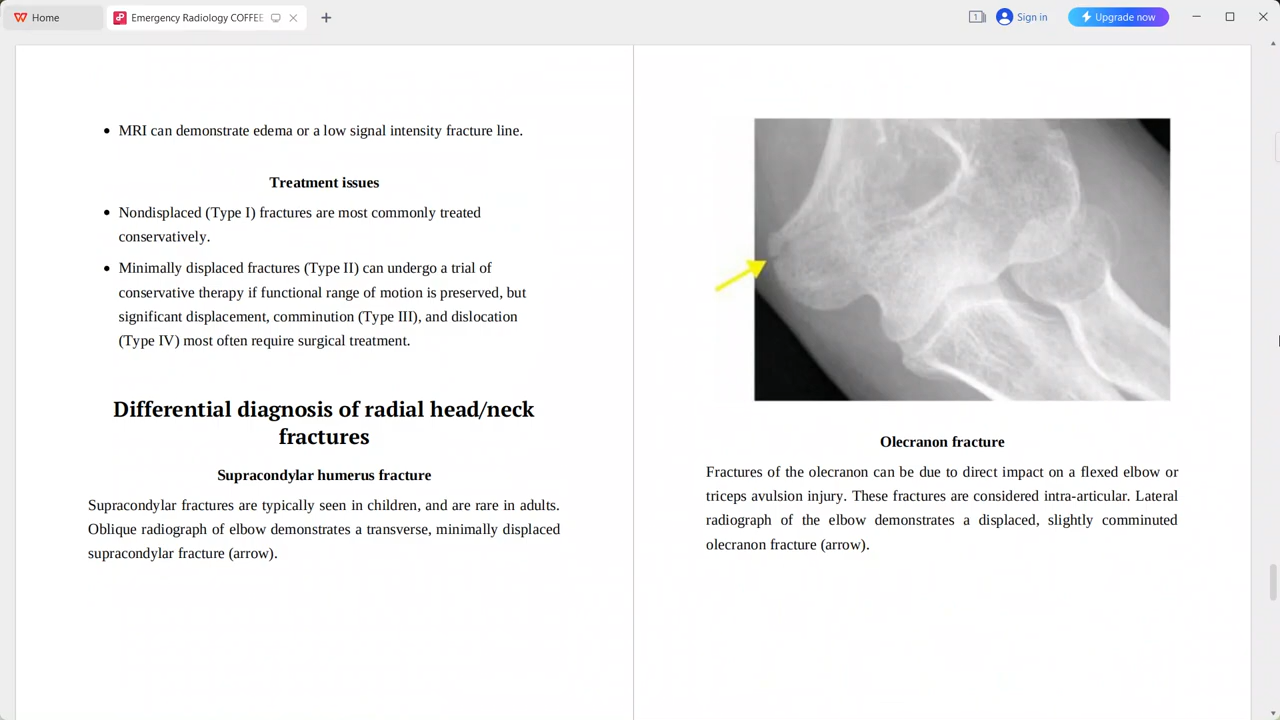 Home
Emergency Radiology COFFEE
1
Sign in
Upgrade now
• MRI can demonstrate edema or a low signal intensity fracture line.
Treatment issues
• Nondisplaced (Type I) fractures are most commonly treated
conservatively.
• Minimally displaced fractures (Type II) can undergo a trial of
conservative therapy if functional range of motion is preserved, but
significant displacement, comminution (Type III), and dislocation
(Type IV) most often require surgical treatment.
Differential diagnosis of radial head/neck
fractures
Supracondylar humerus fracture
Supracondylar fractures are typically seen in children, and are rare in adults.
Oblique radiograph of elbow demonstrates a transverse, minimally displaced
supracondylar fracture (arrow).
Olecranon fracture
Fractures of the olecranon can be due to direct impact on a flexed elbow or
triceps avulsion injury. These fractures are considered intra-articular. Lateral
radiograph of the elbow demonstrates a displaced, slightly comminuted
olecranon fracture (arrow).